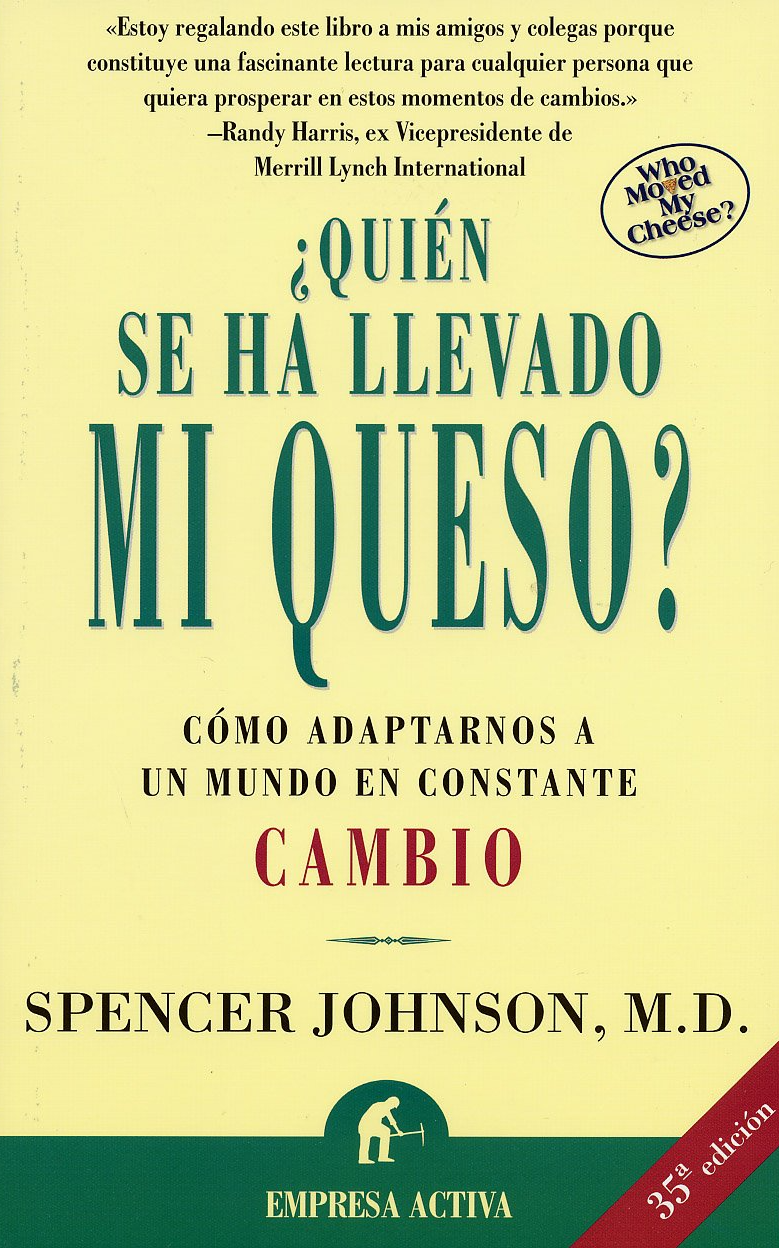 «Estoy regalando este libro a mis amigos y colegas porque
constituye una fascinante lectura para cualquier persona que
quiera prosperar en estos momentos de cambios.»
–Randy Harris, ex Vicepresidente de
Merrill Lynch International
Who
Moved
My
Cheese?
¿QUIÉN
SE HA LLEVADO
MI QUESO?
CÓMO ADAPTARNOS A
UN MUNDO EN CONSTANTE
CAMBIO
SPENCER JOHNSON, M.D.
35ª edición
EMPRESA ACTIVA